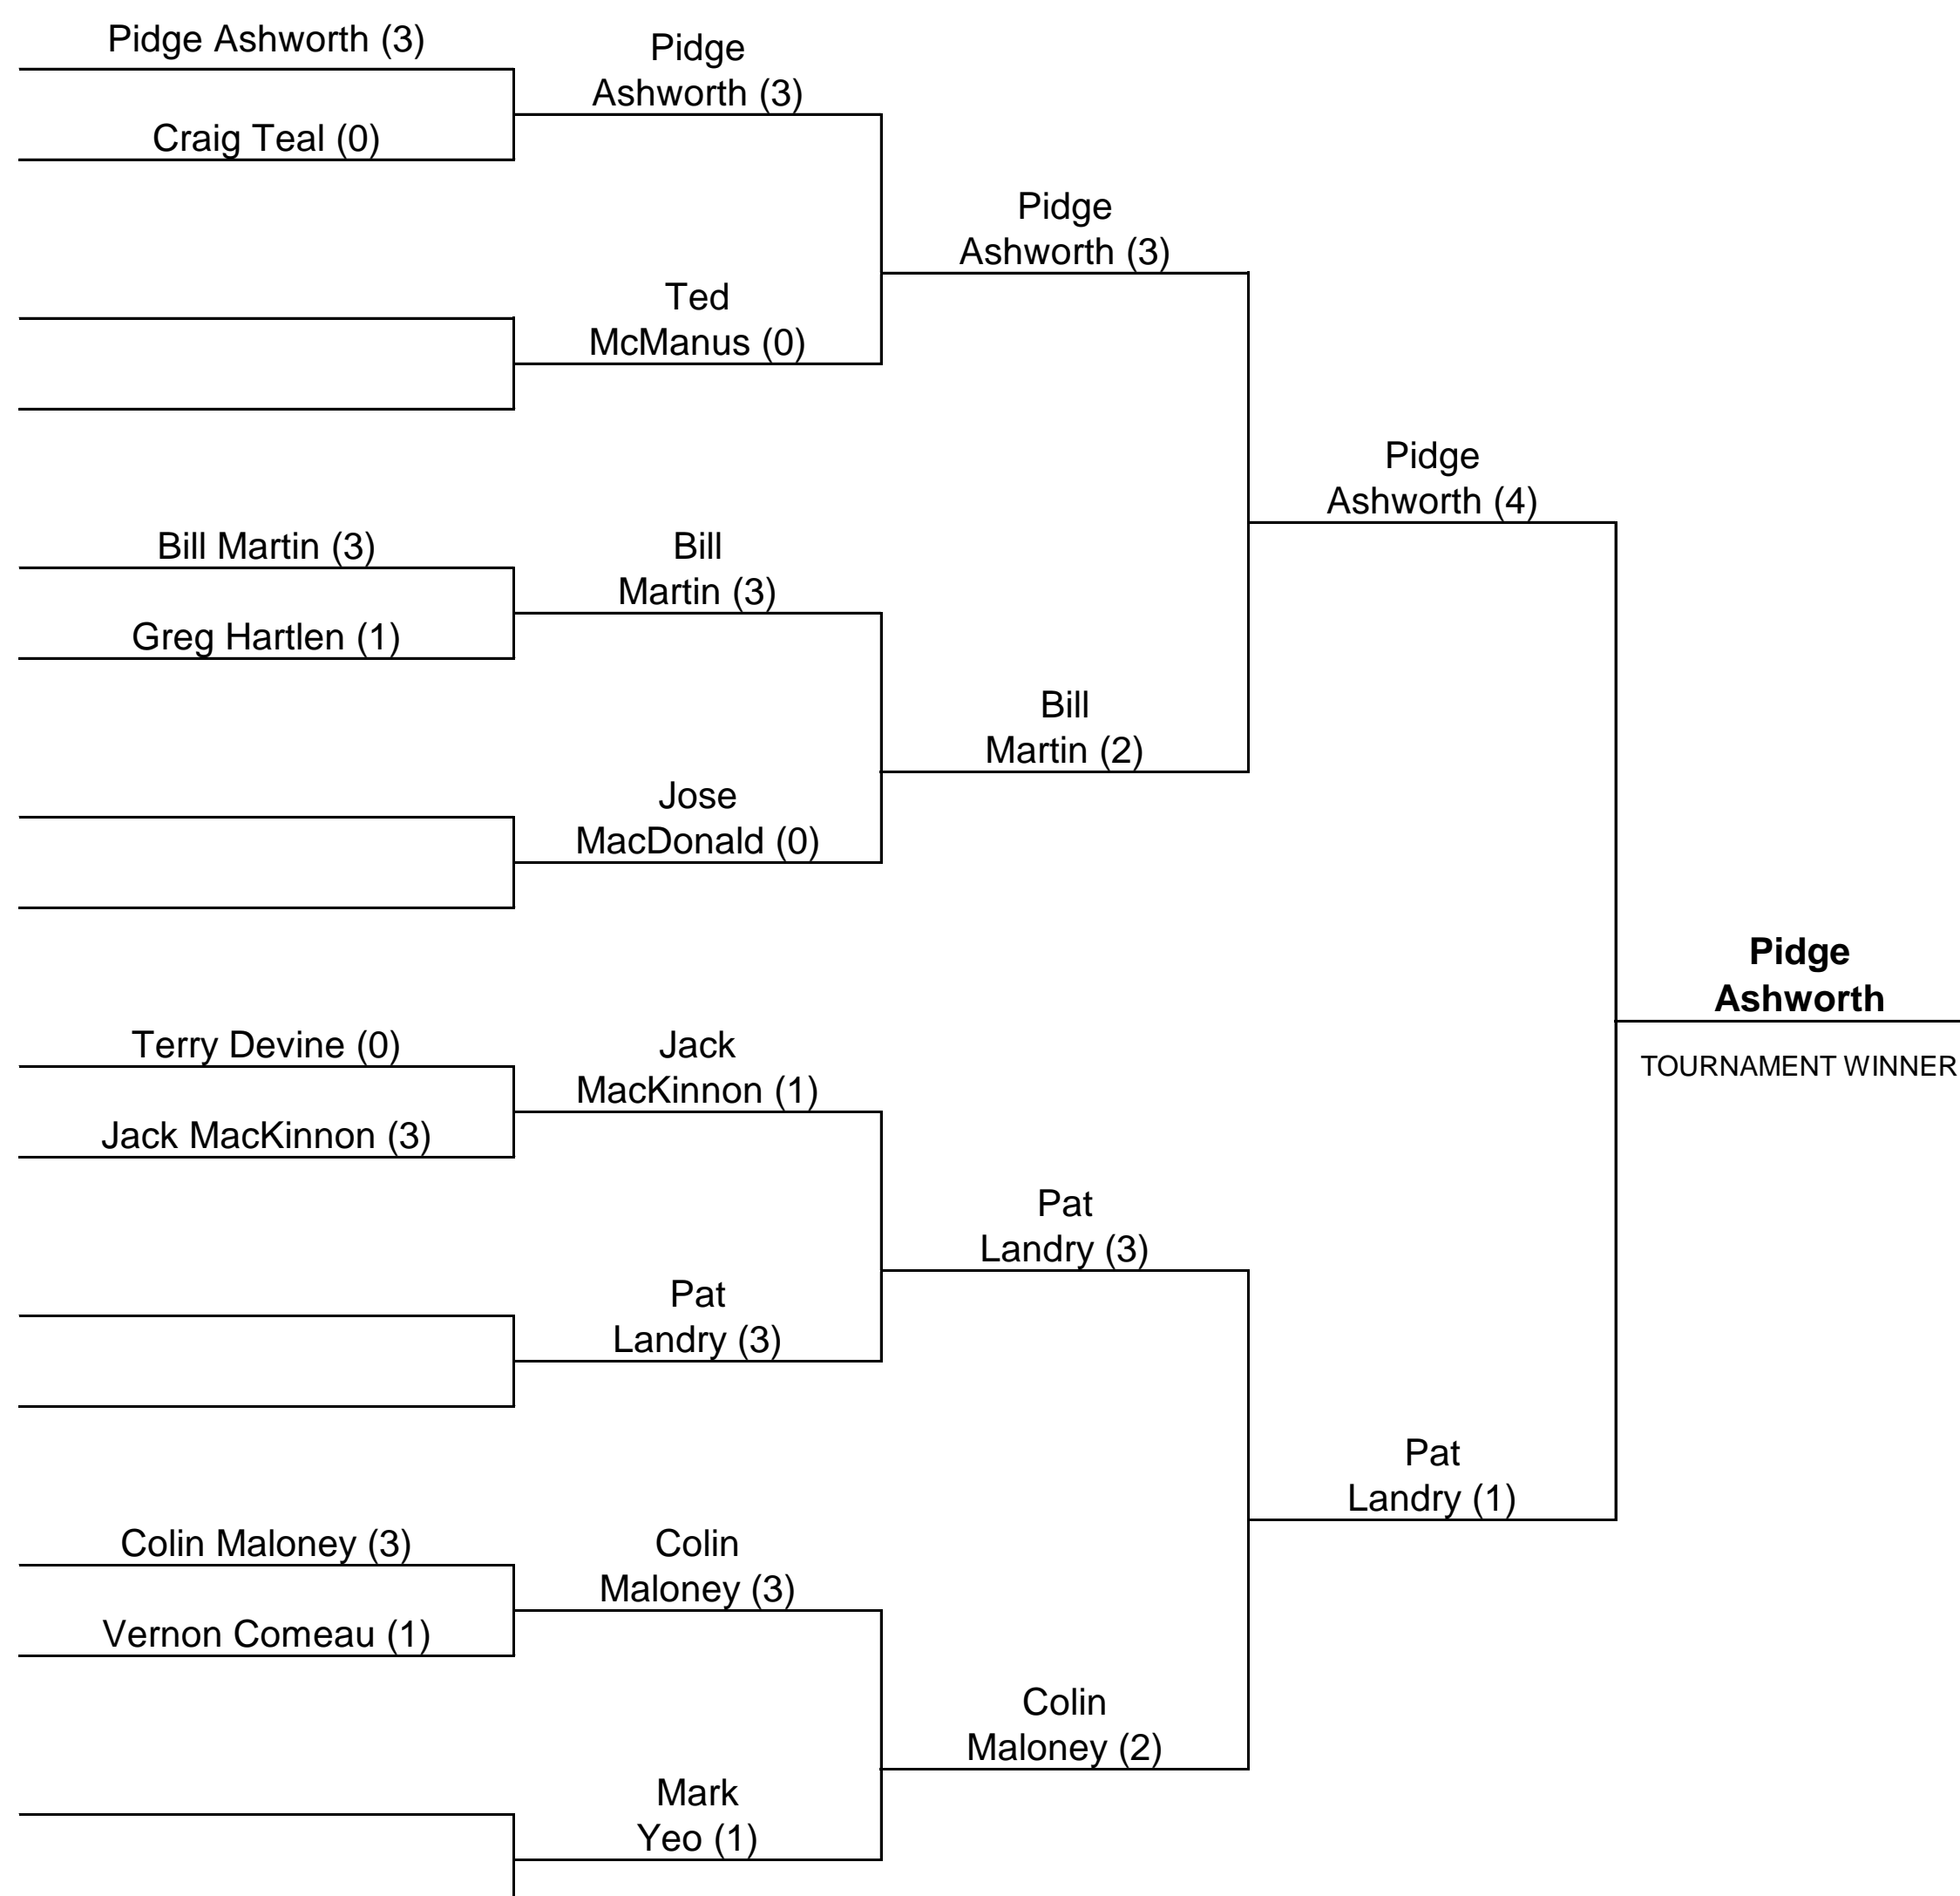 Pidge Ashworth (3)
Craig Teal (0)
Bill Martin (3)
Greg Hartlen (1)
Terry Devine (0)
Jack MacKinnon (3)
Colin Maloney (3)
Vernon Comeau (1)
Pidge
Ashworth (3)
Ted
McManus (0)
Bill
Martin (3)
Jose
MacDonald (0)
Jack
MacKinnon (1)
Pat
Landry (3)
Colin
Maloney (3)
Mark
Yeo (1)
Pidge
Ashworth (3)
Bill
Martin (2)
Pat
Landry (3)
Colin
Maloney (2)
Pidge
Ashworth (4)
Pat
Landry (1)
Pidge
Ashworth
TOURNAMENT WINNER